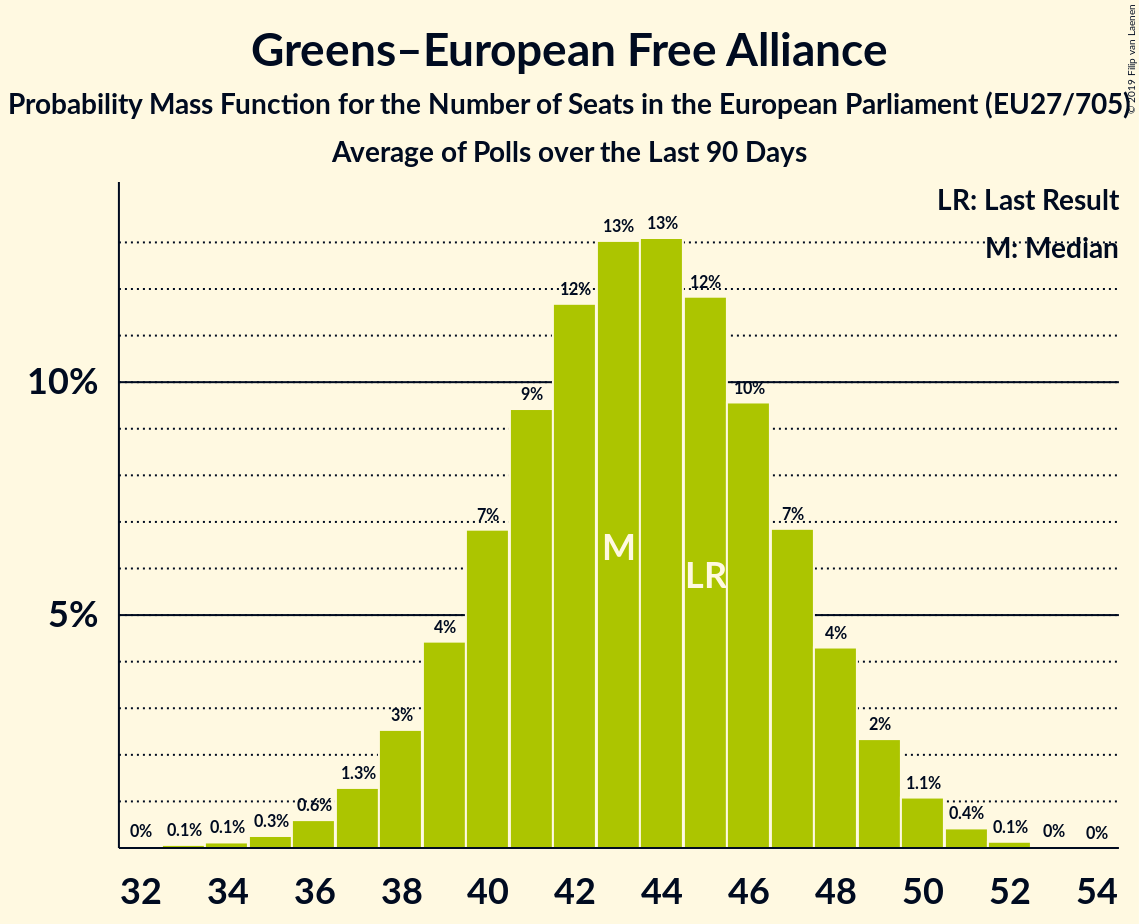 Greens–European Free Alliance
Probability Mass Function for the Number of Seats in the European Parliament (EU27/705)
Average of Polls over the Last 90 Days
© 2019 Filip van Laenen
LR: Last Result
M: Median
13% 13%
12% 12%
10%
9% 10%
7% 7%
M
LR
5%
4% 4%
3% 2%
1.3% 1.1%
0% 0.1% 0.1% 0.3% 0.6% 0.4% 0.1% 0% 0%
32 34 36 38 40 42 44 46 48 50 52 54